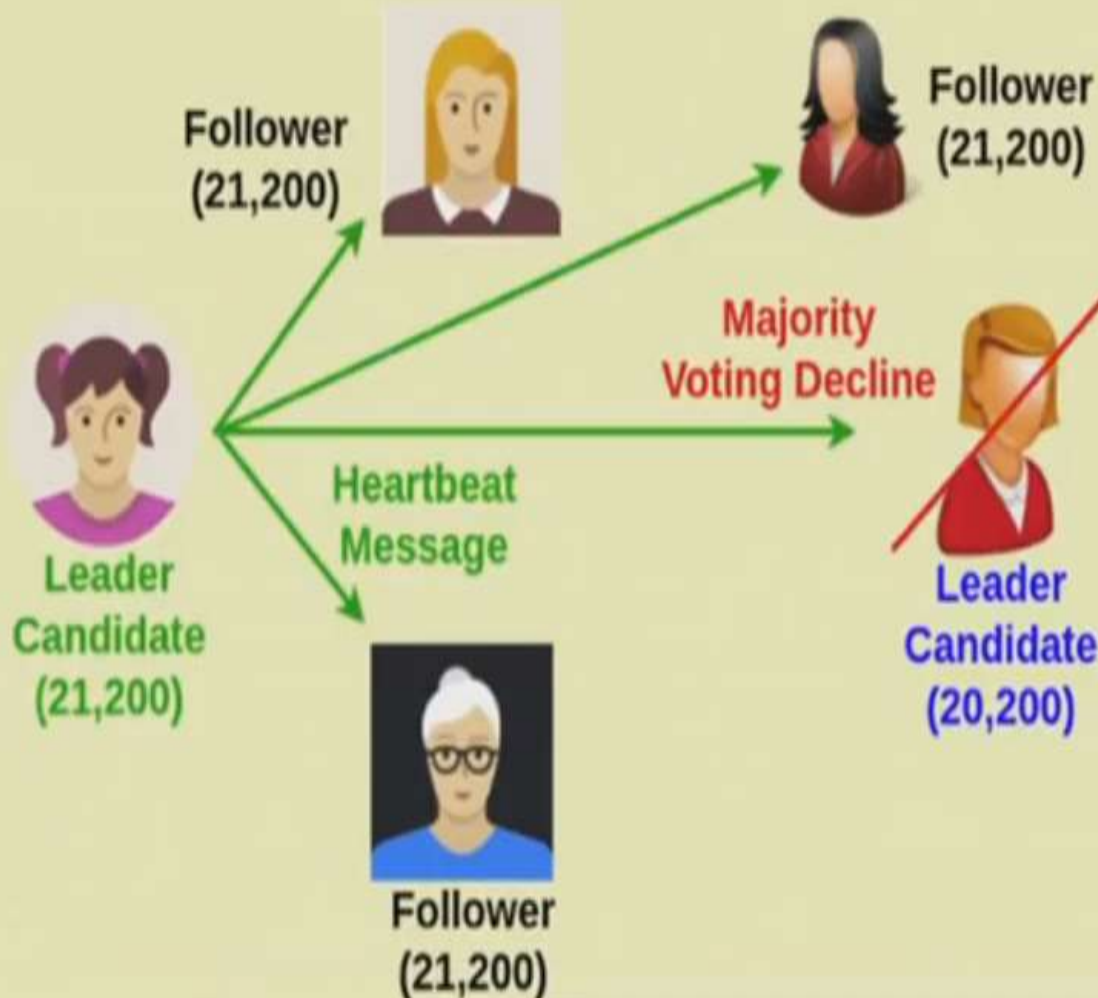 Follower
(21,200)
Follower
(21,200)
Majority
Voting Decline
Heartbeat
Message
Leader
Candidate
(21,200)
Leader
Candidate
(20,200)
Follower
(21,200)